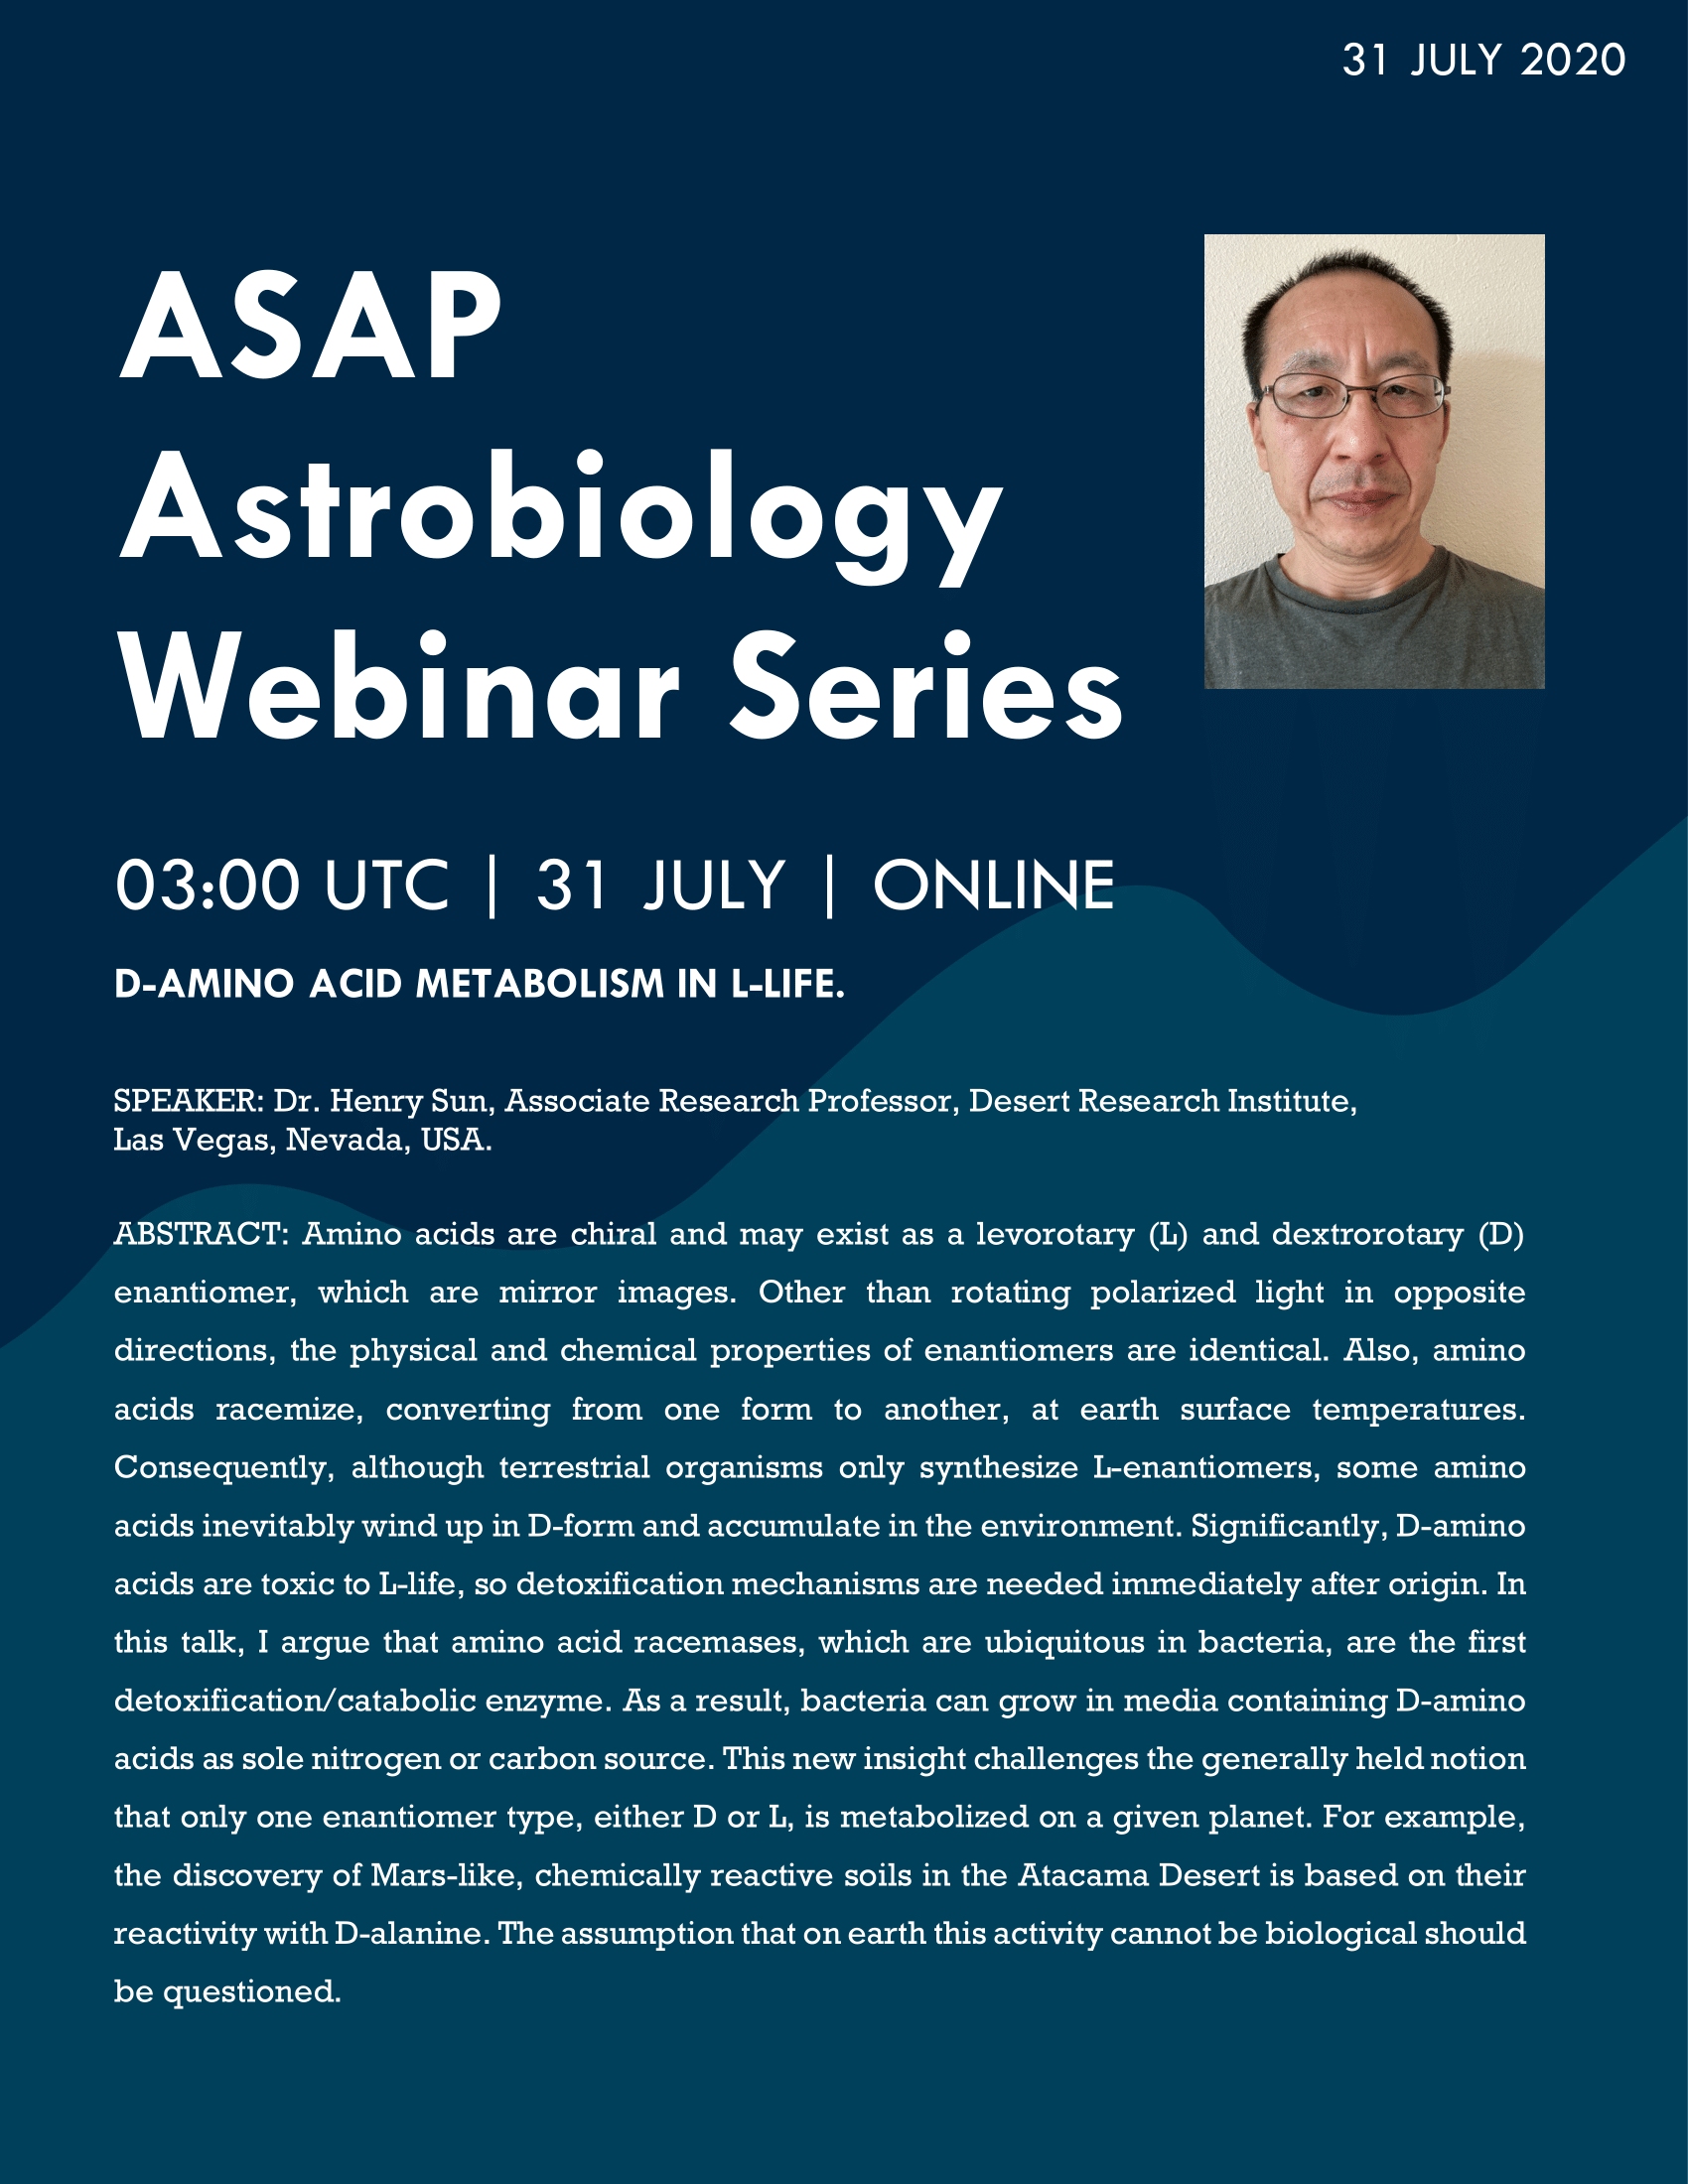 31 JULY 2020
ASAP
Astrobiology
Webinar Series
03:00 UTC | 31 JULY | ONLINE
D-AMINO ACID METABOLISM IN L-LIFE.
SPEAKER: Dr. Henry Sun, Associate Research Professor, Desert Research Institute,
Las Vegas, Nevada, USA.
ABSTRACT: Amino acids are chiral and may exist as a levorotary (L) and dextrorotary (D)
enantiomer, which are mirror images. Other than rotating polarized light in opposite
directions, the physical and chemical properties of enantiomers are identical. Also, amino
acids racemize, converting from one form to another, at earth surface temperatures.
Consequently, although terrestrial organisms only synthesize L-enantiomers, some amino
acids inevitably wind up in D-form and accumulate in the environment. Significantly, D-amino
acids are toxic to L-life, so detoxification mechanisms are needed immediately after origin. In
this talk, I argue that amino acid racemases, which are ubiquitous in bacteria, are the first
detoxification/catabolic enzyme. As a result, bacteria can grow in media containing D-amino
acids as sole nitrogen or carbon source. This new insight challenges the generally held notion
that only one enantiomer type, either D or L, is metabolized on a given planet. For example,
the discovery of Mars-like, chemically reactive soils in the Atacama Desert is based on their
reactivity with D-alanine. The assumption that on earth this activity cannot be biological should
be questioned.